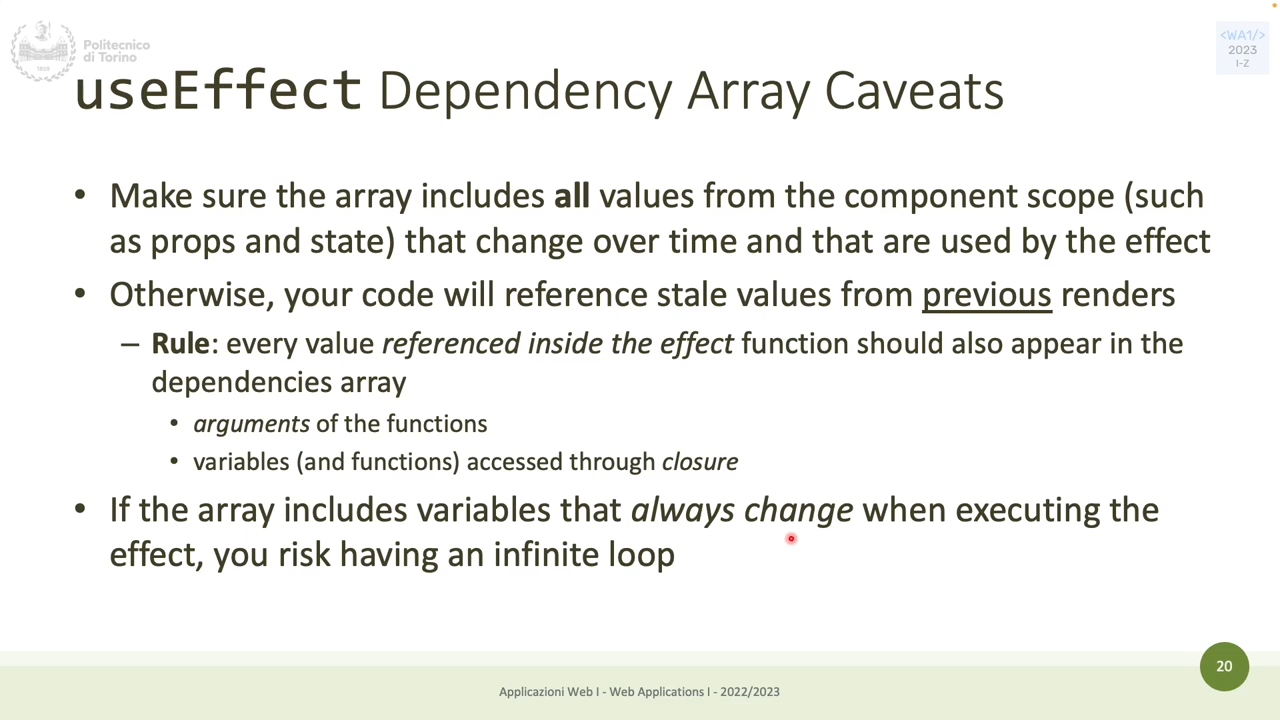 Politecnico
di Torino
1859
<WA1/>
2023
I-Z
useEffect Dependency Array Caveats
• Make sure the array includes all values from the component scope (such
as props and state) that change over time and that are used by the effect
• Otherwise, your code will reference stale values from previous renders
– Rule: every value referenced inside the effect function should also appear in the
dependencies array
• arguments of the functions
• variables (and functions) accessed through closure
• If the array includes variables that always change when executing the
effect, you risk having an infinite loop
20
Applicazioni Web I - Web Applications I - 2022/2023